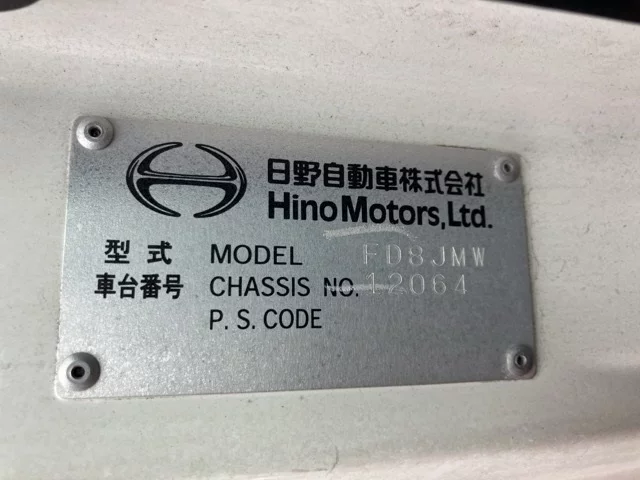 日野自動車株式会社
Hino Motors, Ltd.
型式 MODEL FD8JMW
車台番号 CHASSIS NO. 12064
P. S. CODE